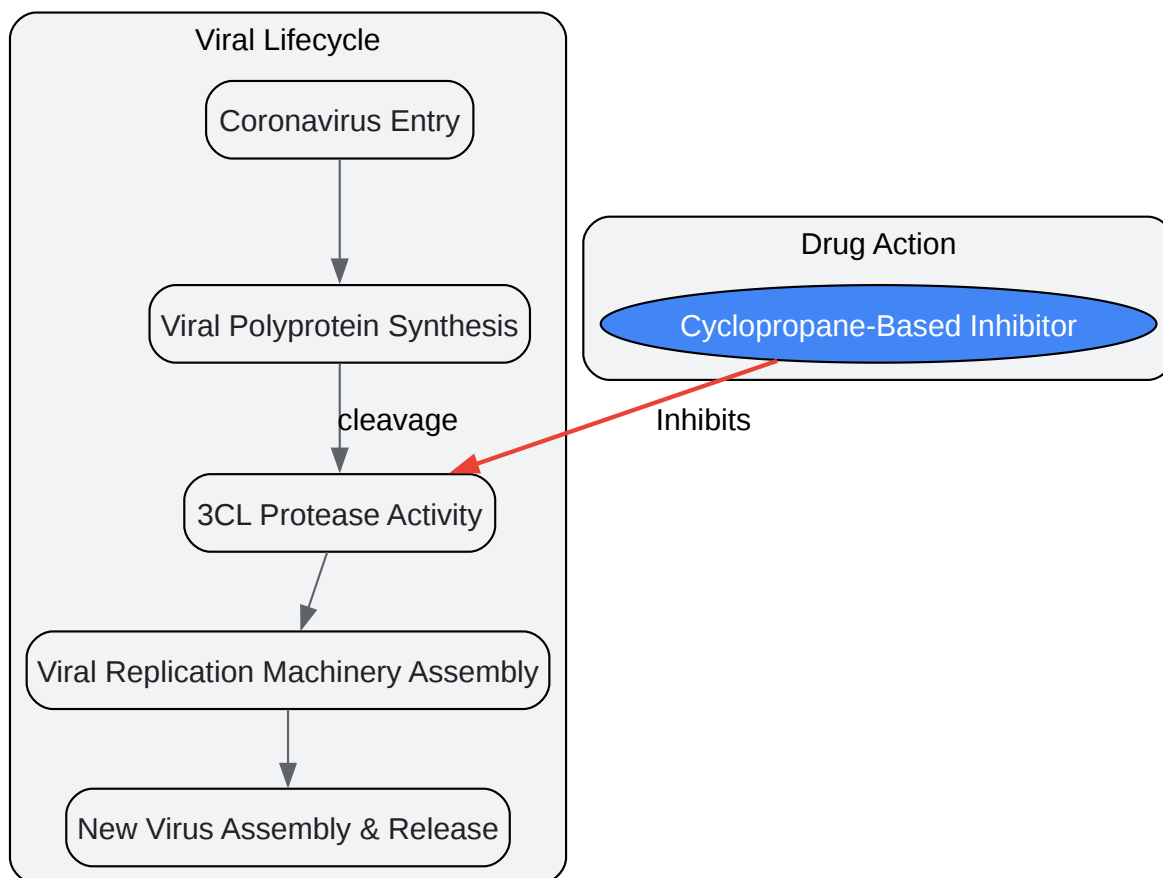 Viral Lifecycle
Coronavirus Entry
Drug Action
Viral Polyprotein Synthesis
Cyclopropane-Based Inhibitor
cleavage
Inhibits
3CL Protease Activity
Viral Replication Machinery Assembly
New Virus Assembly & Release